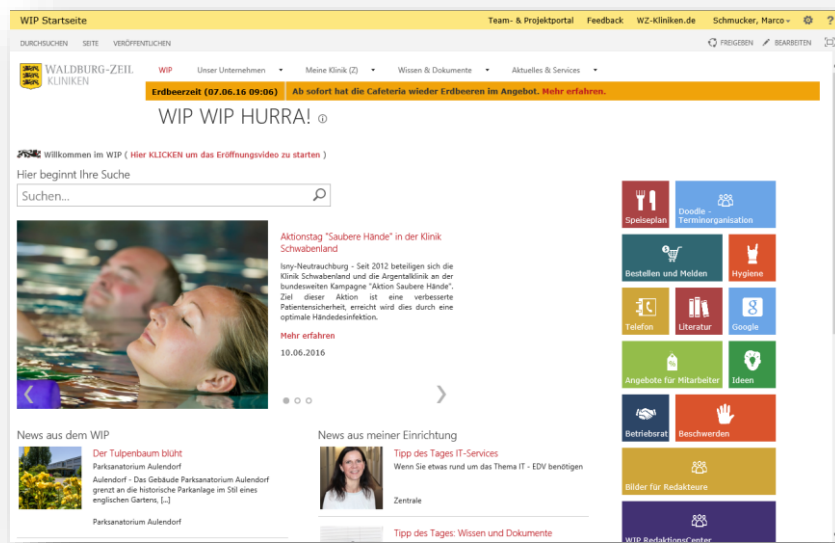 WIP Startseite
Team- & Projektportal Feedback WZ-Kliniken.de Schmucker, Marco ?
DURCHSUCHEN SEITE VERÖFFENTLICHEN
FREIGEBEN BEARBEITEN
WALDBURG-ZEIL
KLINIKEN
WIP Unser Unternehmen Meine Klinik (Z) Wissen & Dokumente Aktuelles & Services
Erdbeerzeit (07.06.16 09:06) Ab sofort hat die Cafeteria wieder Erdbeeren im Angebot. Mehr erfahren.
WIP WIP HURRA!
Willkommen im WIP ( Hier KLICKEN um das Eröffnungsvideo zu starten )
Hier beginnt Ihre Suche
Suchen...
Aktionstag "Saubere Hände" in der Klinik
Schwabenland
Isny-Neutrauchburg - Seit 2012 beteiligen sich die
Klinik Schwabenland und die Argentalklinik an der
bundesweiten Kampagne "Aktion Saubere Hände".
Ziel dieser Aktion ist eine verbesserte
Patientensicherheit, erreicht wird dies durch eine
optimale Händedesinfektion.
Mehr erfahren
10.06.2016
Speiseplan
Doodle -
Terminorganisation
Bestellen und Melden
Hygiene
Telefon
Literatur
8
Google
Angebote für Mitarbeiter
Ideen
Betriebsrat
Beschwerden
Bilder für Redakteure
WIP RedaktionsCenter
News aus dem WIP
Der Tulpenbaum blüht
Parksanatorium Aulendorf
Aulendorf - Das Gebäude Parksanatorium Aulendorf
grenzt an die historische Parkanlage im Stil eines
englischen Gartens, [...]
Parksanatorium Aulendorf
News aus meiner Einrichtung
Tipp des Tages IT-Services
Wenn Sie etwas rund um das Thema IT - EDV benötigen
Zentrale
Tipp des Tages: Wissen und Dokumente